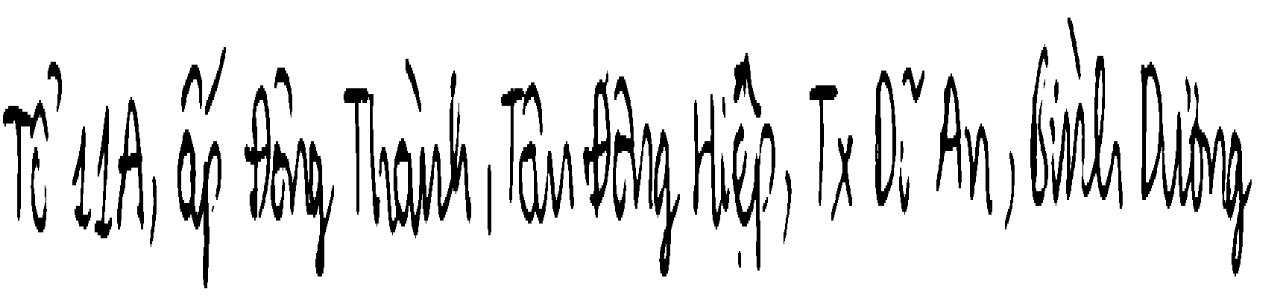 Tổ 11A, ấp Đông Thành, Tân Đông Hiệp, Tx Dĩ An, Bình Dương